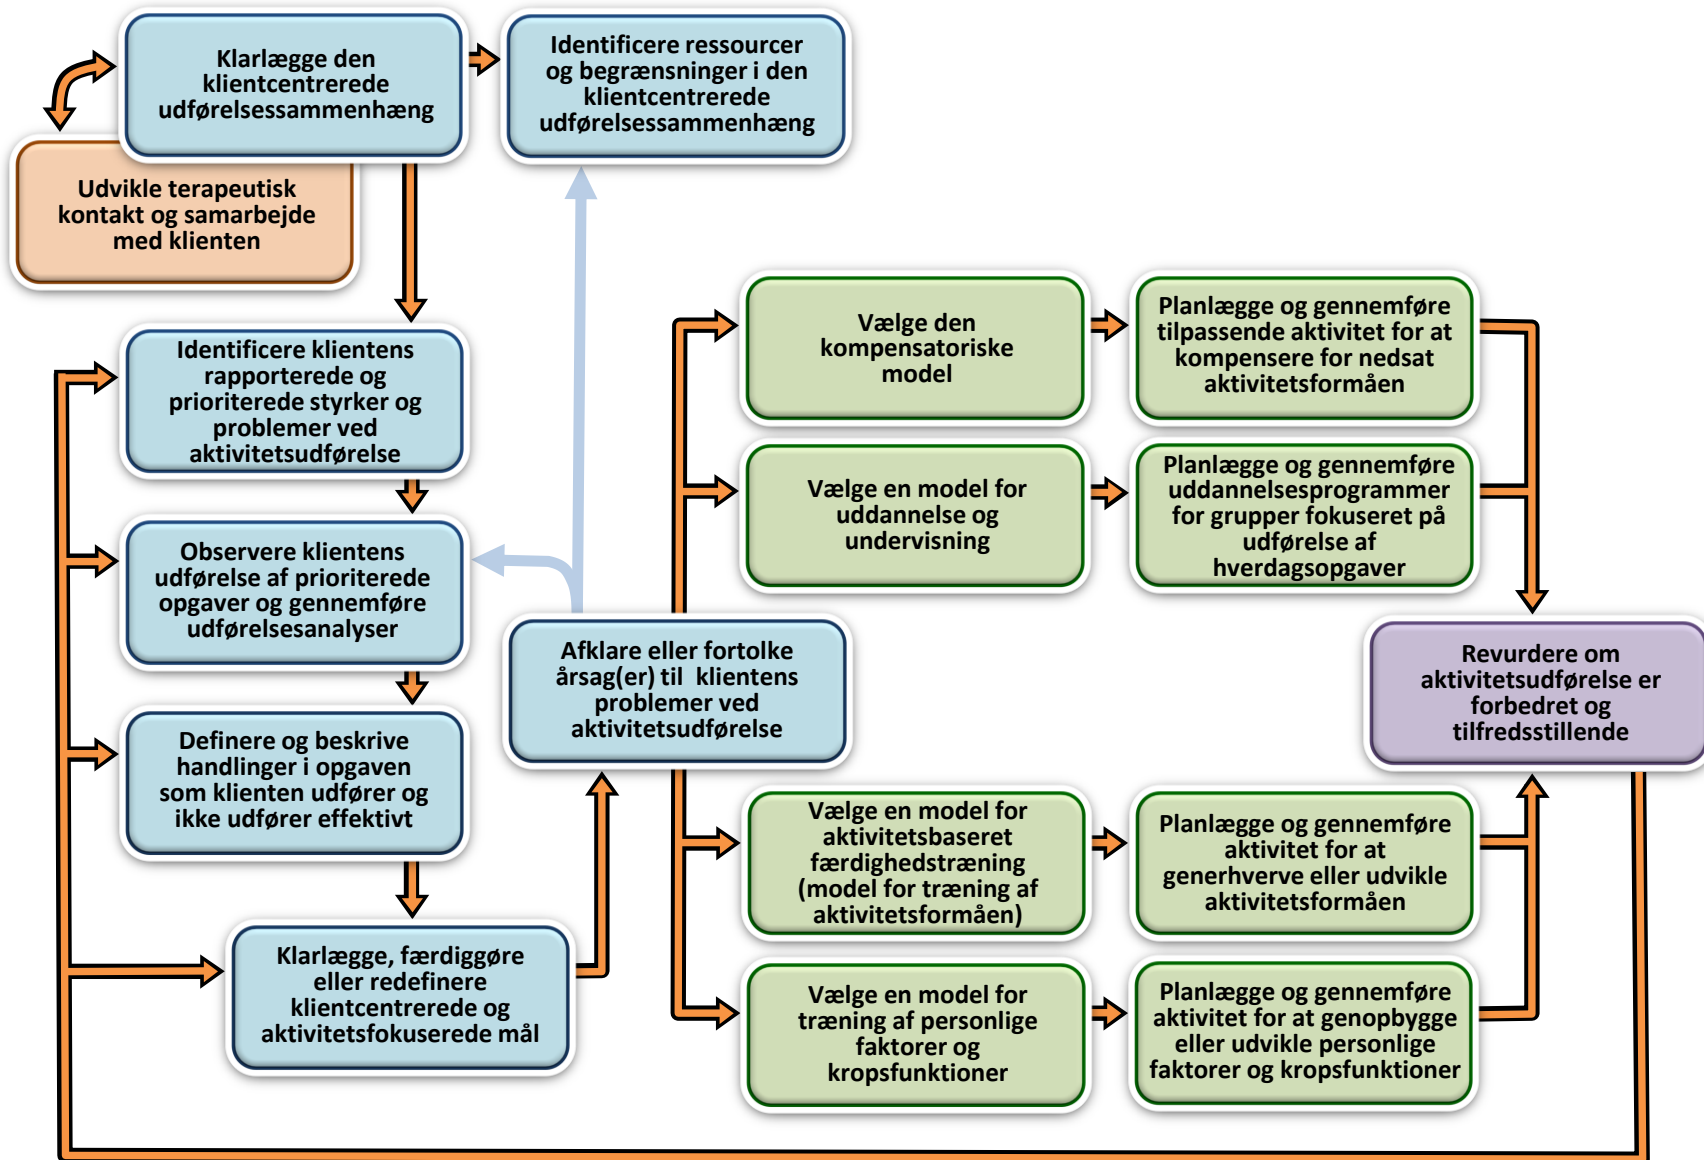 Klarlægge den
klientcentrerede
udførelsessammenhæng
Identificere ressourcer
og begrænsninger i den
klientcentrerede
udførelsessammenhæng
Udvikle terapeutisk
kontakt og samarbejde
med klienten
Identificere klientens
rapporterede og
prioriterede styrker og
problemer ved
aktivitetsudførelse
Observere klientens
udførelse af prioriterede
opgaver og gennemføre
udførelsesanalyser
Definere og beskrive
handlinger i opgaven
som klienten udfører og
ikke udfører effektivt
Klarlægge, færdiggøre
eller redefinere
klientcentrerede og
aktivitetsfokuserede mål
Afklare eller fortolke
årsag(er) til klientens
problemer ved
aktivitetsudførelse
Vælge den
kompensatoriske
model
Planlægge og gennemføre
tilpassende aktivitet for at
kompensere for nedsat
aktivitetsformåen
Vælge en model for
uddannelse og
undervisning
Planlægge og gennemføre
uddannelsesprogrammer
for grupper fokuseret på
udførelse af
hverdagsopgaver
Vælge en model for
aktivitetsbaseret
færdighedstræning
(model for træning af
aktivitetsformåen)
Planlægge og gennemføre
aktivitet for at
generhverve eller udvikle
aktivitetsformåen
Vælge en model for
træning af personlige
faktorer og
kropsfunktioner
Planlægge og gennemføre
aktivitet for at genopbygge
eller udvikle personlige
faktorer og kropsfunktioner
Revurdere om
aktivitetsudførelse er
forbedret og
tilfredsstillende